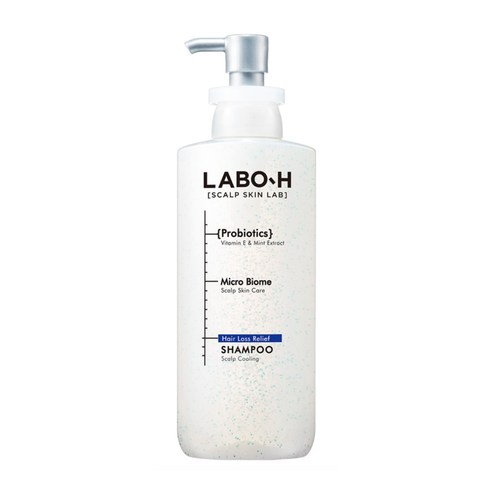 LABO-H
[SCALP SKIN LAB]
{Probiotics}
Vitamin E & Mint Extract
Micro Biome
Scalp Skin Care
Hair Loss Relief
SHAMPOO
Scalp Cooling